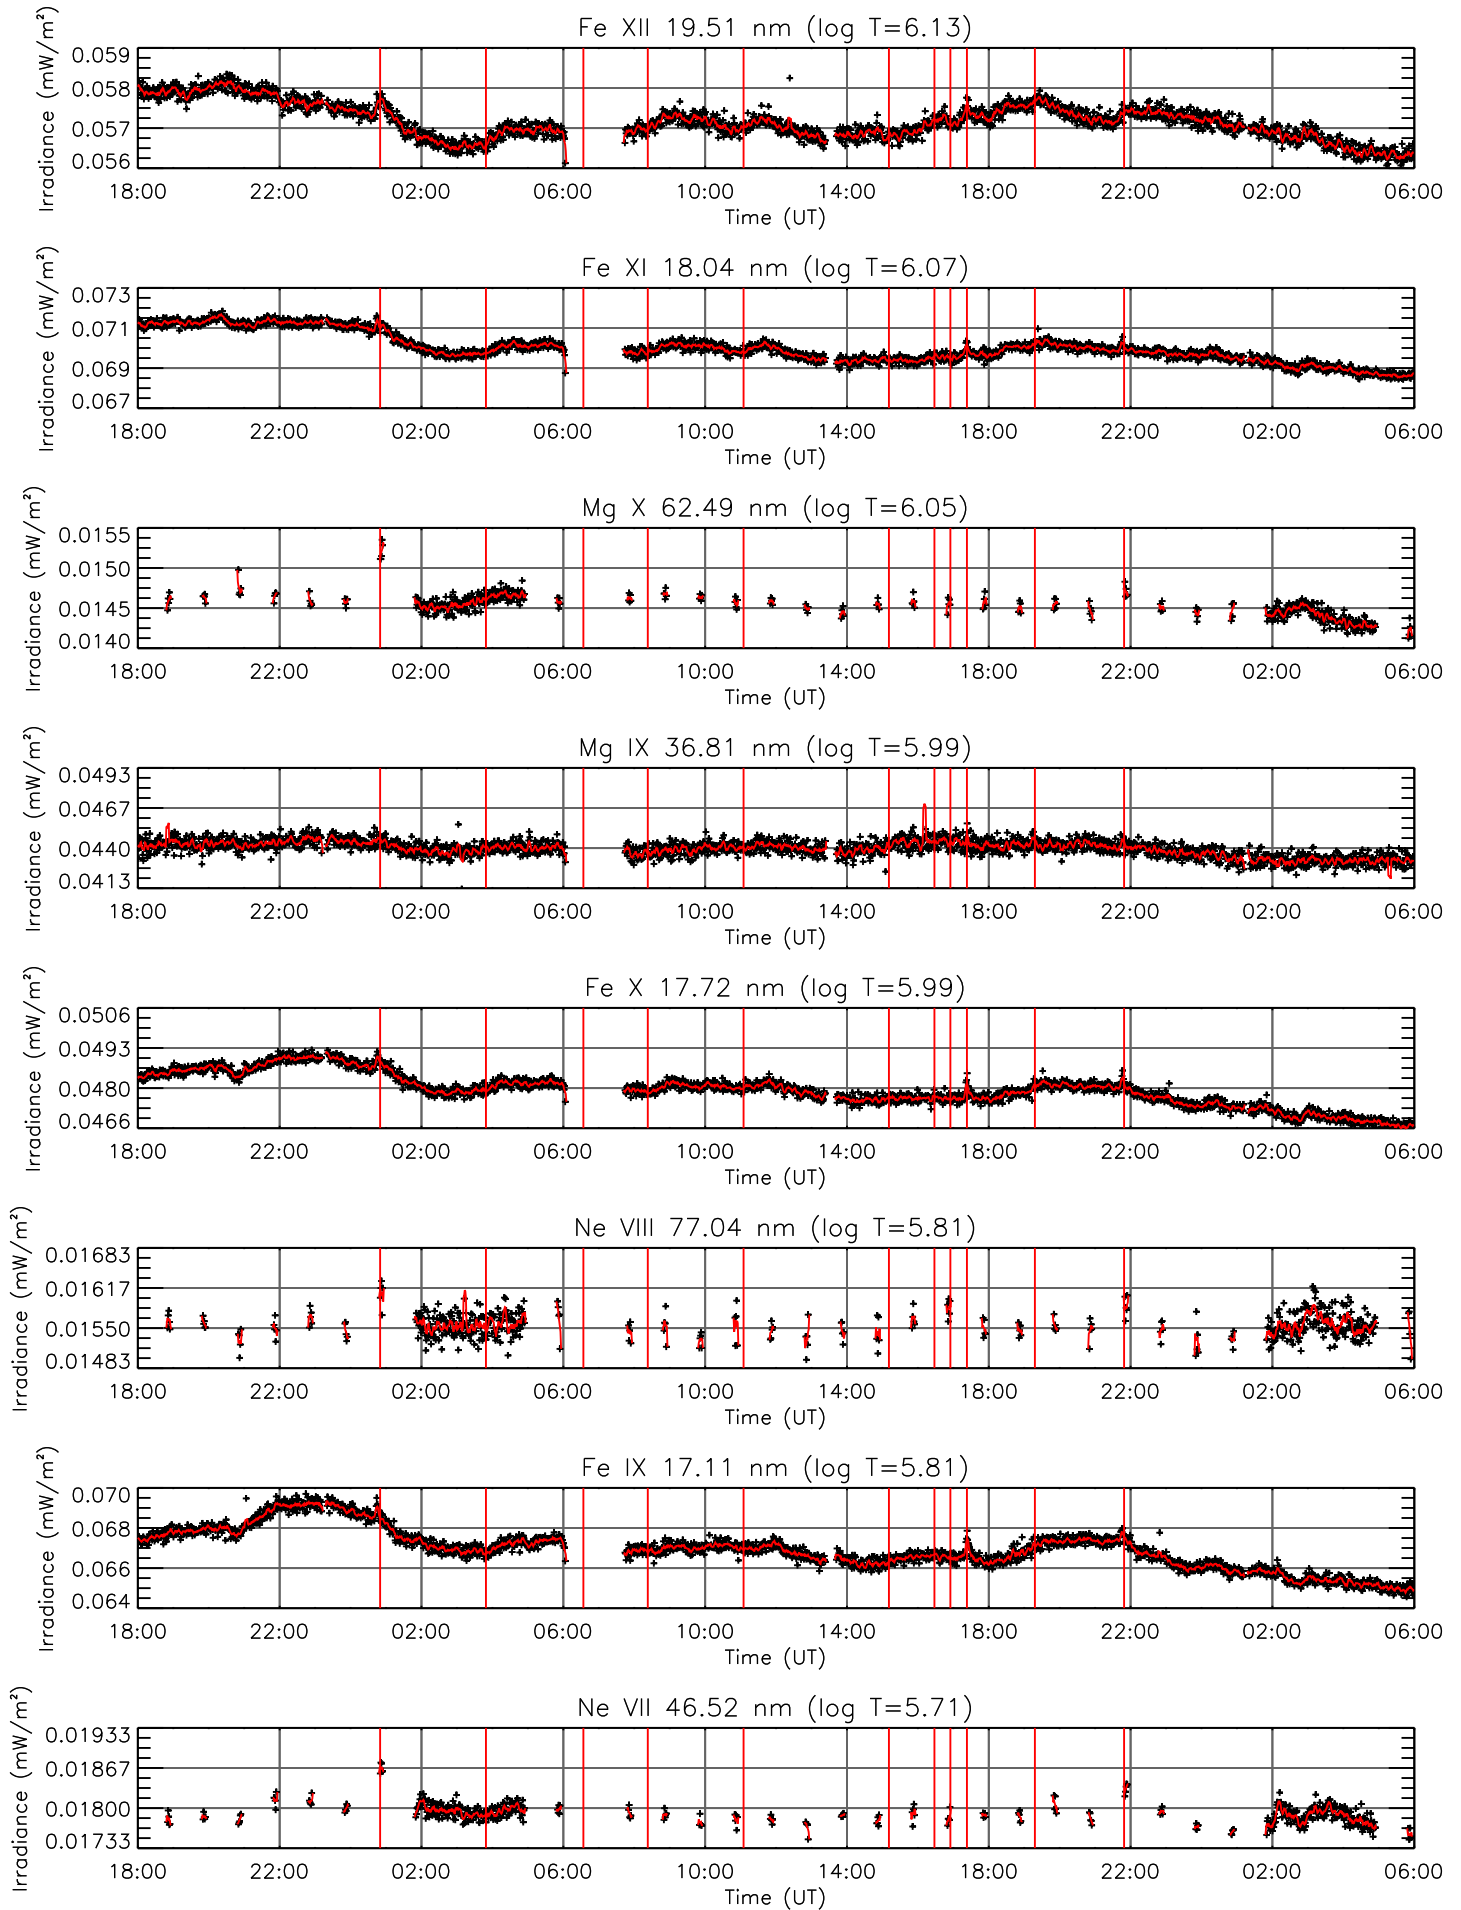 Fe XII 19.51 nm (log T=6.13)
Irradiance (mW/m²)
0.059
0.058
0.057
0.056
18:00 22:00 02:00 06:00 10:00 14:00 18:00 22:00 02:00 06:00
Time (UT)
Fe XI 18.04 nm (log T=6.07)
Irradiance (mW/m²)
0.073
0.071
0.069
0.067
18:00 22:00 02:00 06:00 10:00 14:00 18:00 22:00 02:00 06:00
Time (UT)
Mg X 62.49 nm (log T=6.05)
Irradiance (mW/m²)
0.0155
0.0150
0.0145
0.0140
18:00 22:00 02:00 06:00 10:00 14:00 18:00 22:00 02:00 06:00
Time (UT)
Mg IX 36.81 nm (log T=5.99)
Irradiance (mW/m²)
0.0493
0.0467
0.0440
0.0413
18:00 22:00 02:00 06:00 10:00 14:00 18:00 22:00 02:00 06:00
Time (UT)
Fe X 17.72 nm (log T=5.99)
Irradiance (mW/m²)
0.0506
0.0493
0.0480
0.0466
18:00 22:00 02:00 06:00 10:00 14:00 18:00 22:00 02:00 06:00
Time (UT)
Ne VIII 77.04 nm (log T=5.81)
Irradiance (mW/m²)
0.01683
0.01617
0.01550
0.01483
18:00 22:00 02:00 06:00 10:00 14:00 18:00 22:00 02:00 06:00
Time (UT)
Fe IX 17.11 nm (log T=5.81)
Irradiance (mW/m²)
0.070
0.068
0.066
0.064
18:00 22:00 02:00 06:00 10:00 14:00 18:00 22:00 02:00 06:00
Time (UT)
Ne VII 46.52 nm (log T=5.71)
Irradiance (mW/m²)
0.01933
0.01867
0.01800
0.01733
18:00 22:00 02:00 06:00 10:00 14:00 18:00 22:00 02:00 06:00
Time (UT)